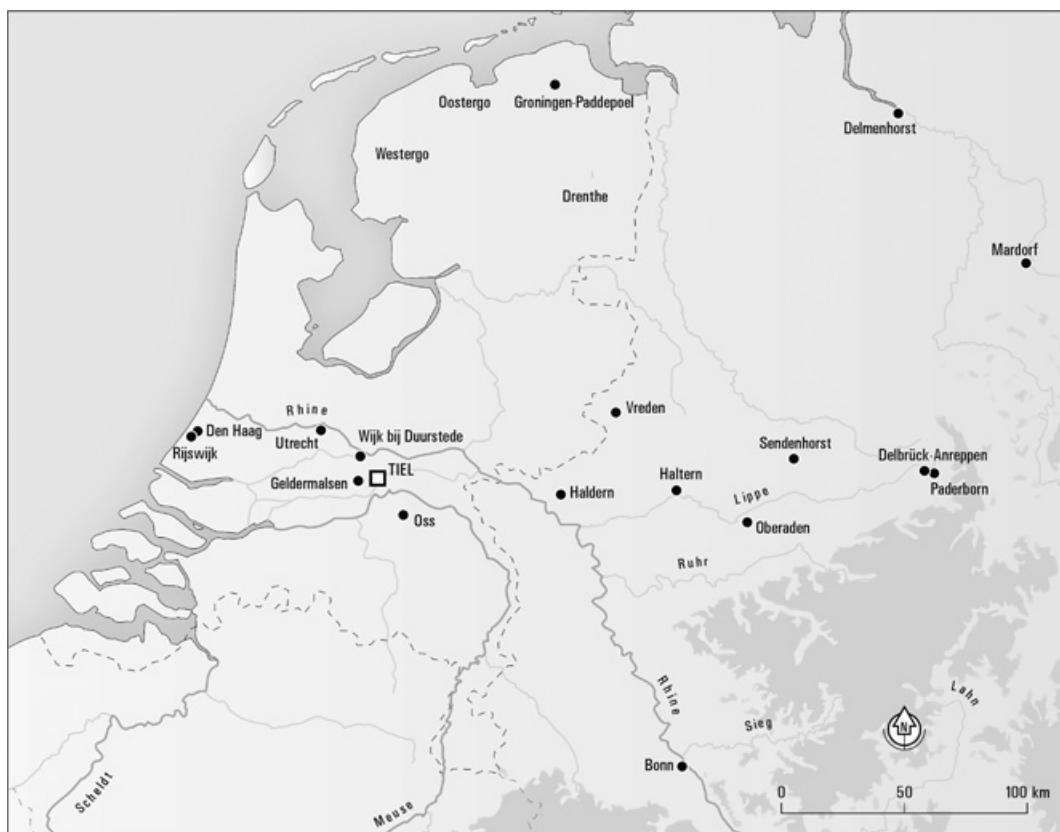 Oostergo
Groningen-Paddepoel
Delmenhorst
Westergo
Drenthe
Mardorf
Rhine
Vreden
Den Haag
Rijswijk
Utrecht
Wijk bij Duurstede
Sendenhorst
Delbrück-Anreppen
Paderborn
TIEL
Geldermalsen
Haldern
Haltern
Lippe
Oss
Oberaden
Ruhr
Rhine
Sieg
Lahn
N
Bonn
Scheldt
Meuse
0 50 100 km